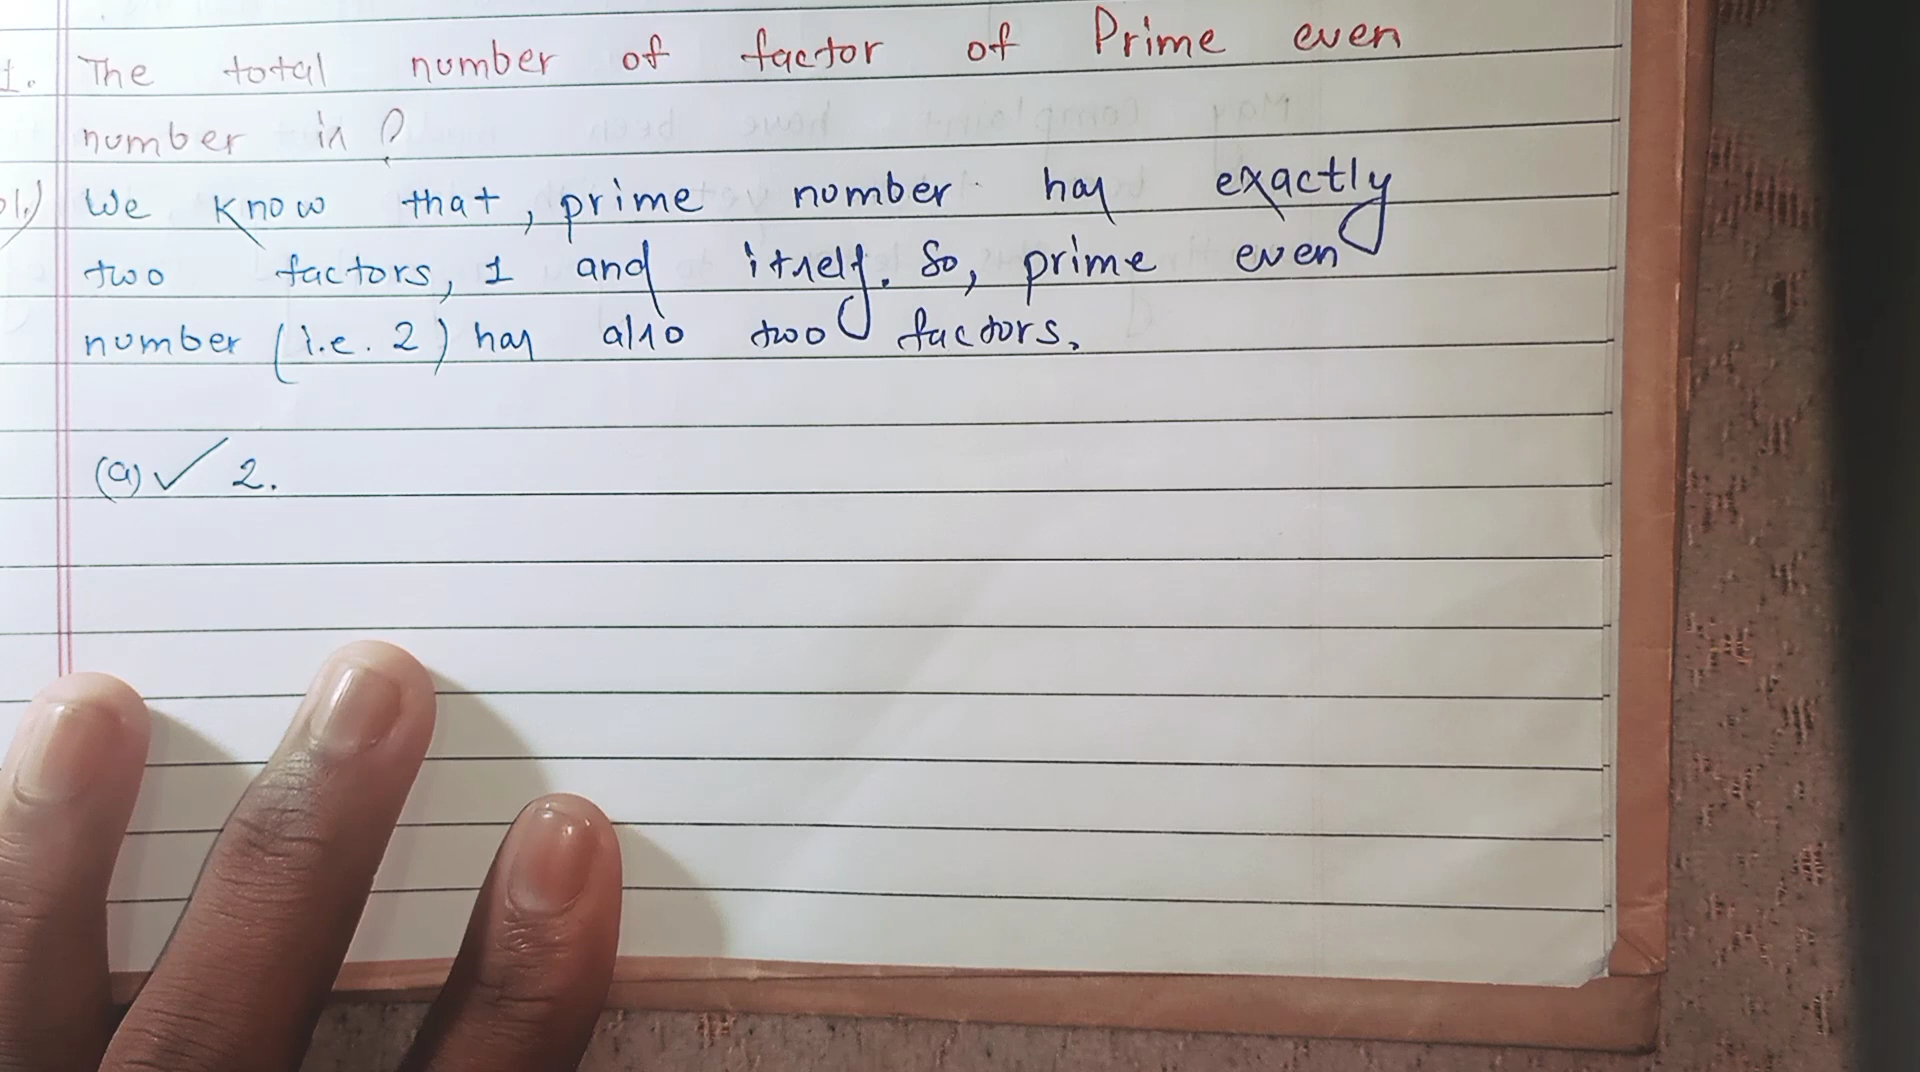 1. The total number of factor of Prime even
number is ?
ol.) We know that, prime number has exactly
two factors, 1 and itself. So, prime even
number (i.e. 2) has also two factors.
(a) ✓ 2.